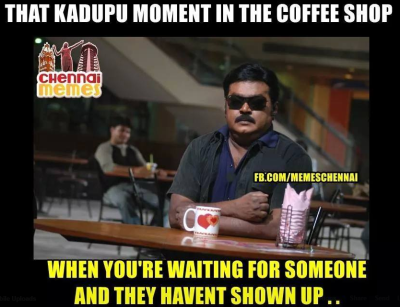 THAT KADUPU MOMENT IN THE COFFEE SHOP
CHENNAI
MEMES
FB.COM/MEMESCHENNAI
WHEN YOU'RE WAITING FOR SOMEONE
AND THEY HAVENT SHOWN UP . .